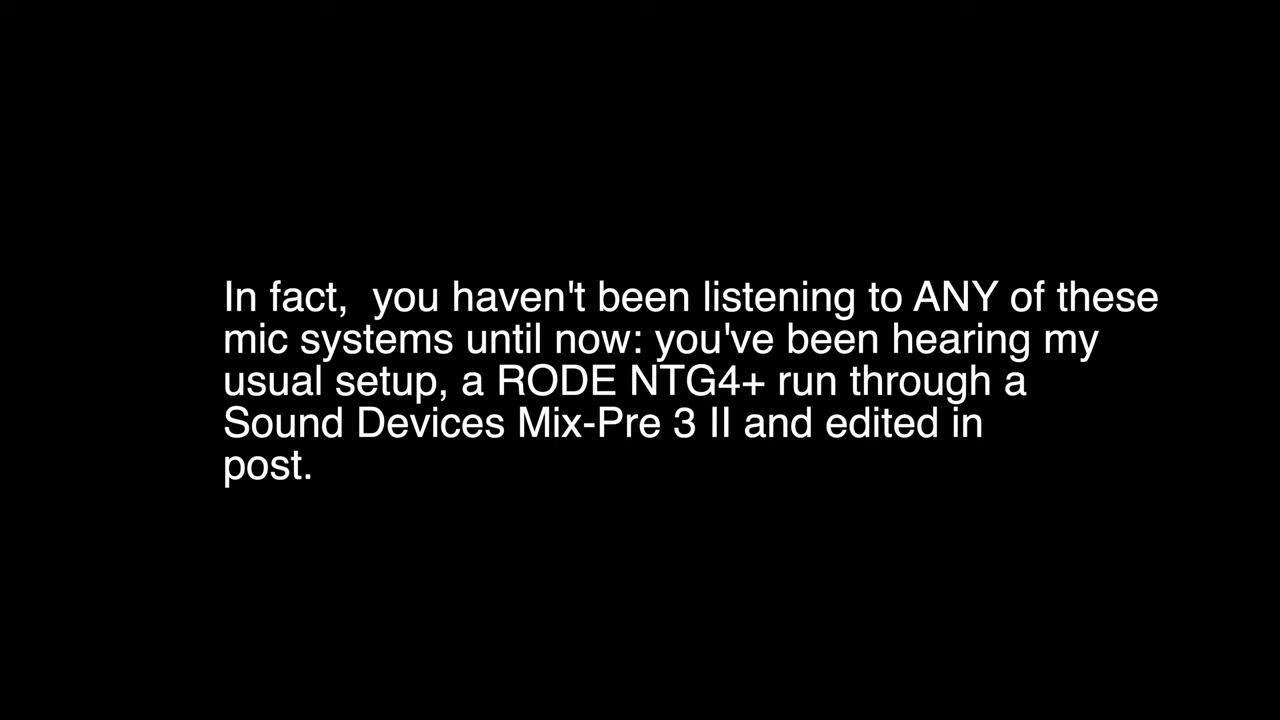 In fact,  you haven't been listening to ANY of these
mic systems until now: you've been hearing my
usual setup, a RODE NTG4+ run through a
Sound Devices Mix-Pre 3 II and edited in
post.